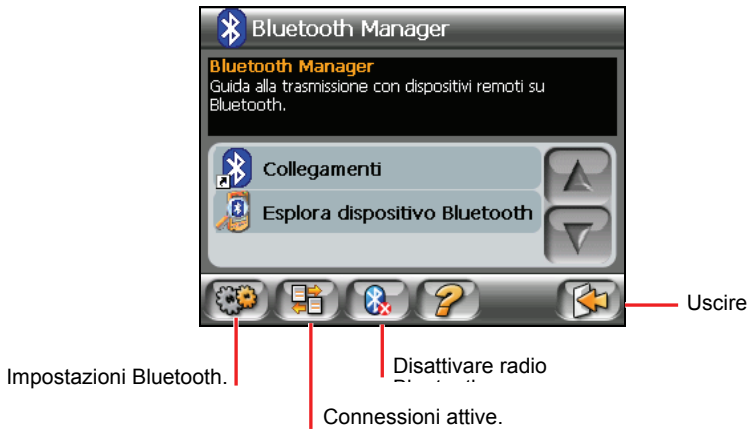 Bluetooth Manager
Bluetooth Manager
Guida alla trasmissione con dispositivi remoti su
Bluetooth.
Collegamenti
Esplora dispositivo Bluetooth
Uscire
Impostazioni Bluetooth.
Disattivare radio
Connessioni attive.